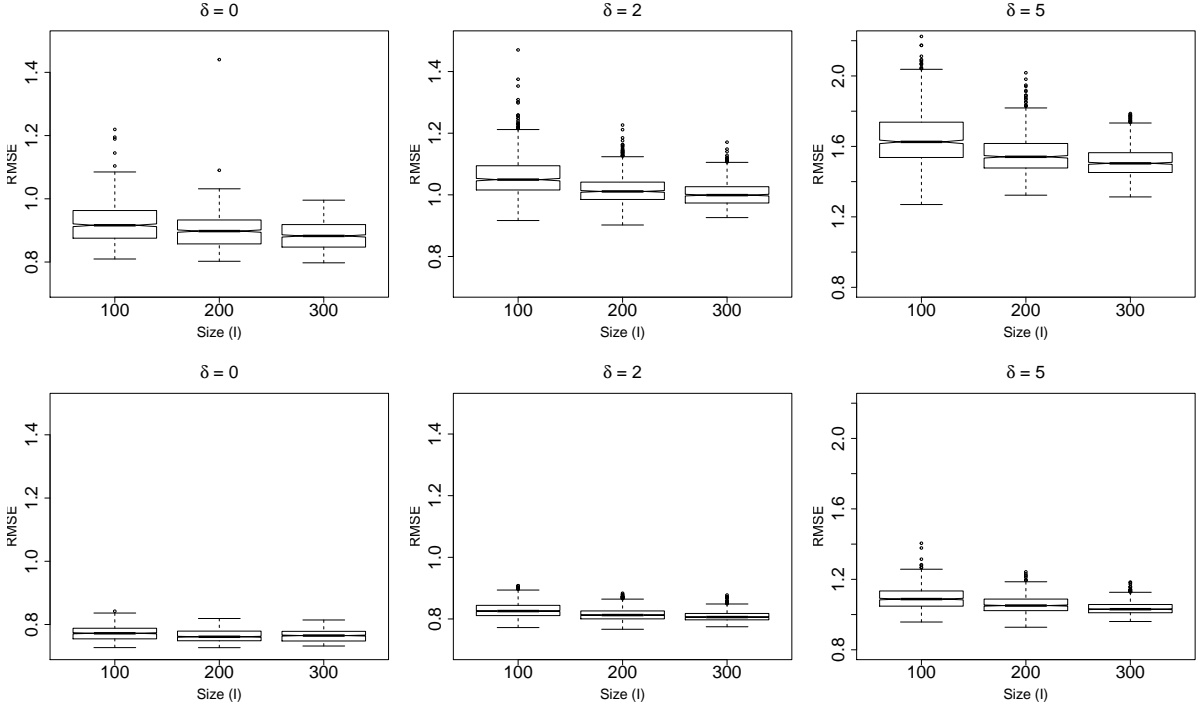 δ = 0
RMSE
0.8 1.0 1.2 1.4
100 200 300
Size (I)
δ = 2
RMSE
0.8 1.0 1.2 1.4
100 200 300
Size (I)
δ = 5
RMSE
0.8 1.2 1.6 2.0
100 200 300
Size (I)
δ = 0
RMSE
0.8 1.0 1.2 1.4
100 200 300
Size (I)
δ = 2
RMSE
0.8 1.0 1.2 1.4
100 200 300
Size (I)
δ = 5
RMSE
0.8 1.2 1.6 2.0
100 200 300
Size (I)